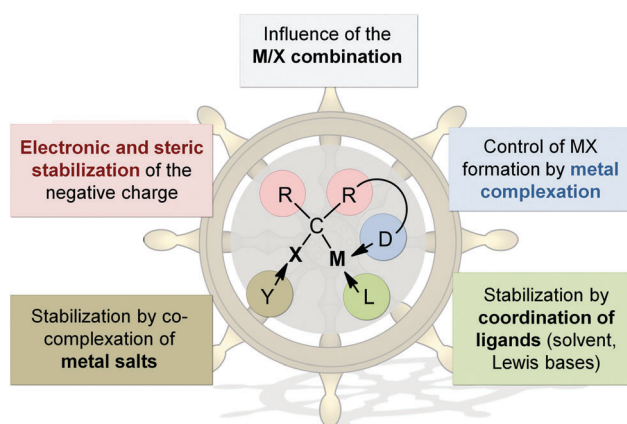 Influence of the
M/X combination
Electronic and steric
stabilization of the
negative charge
Control of MX
formation by metal
complexation
R
R
C
X
M
D
Y
L
Stabilization by co-
complexation of
metal salts
Stabilization by
coordination of
ligands (solvent,
Lewis bases)